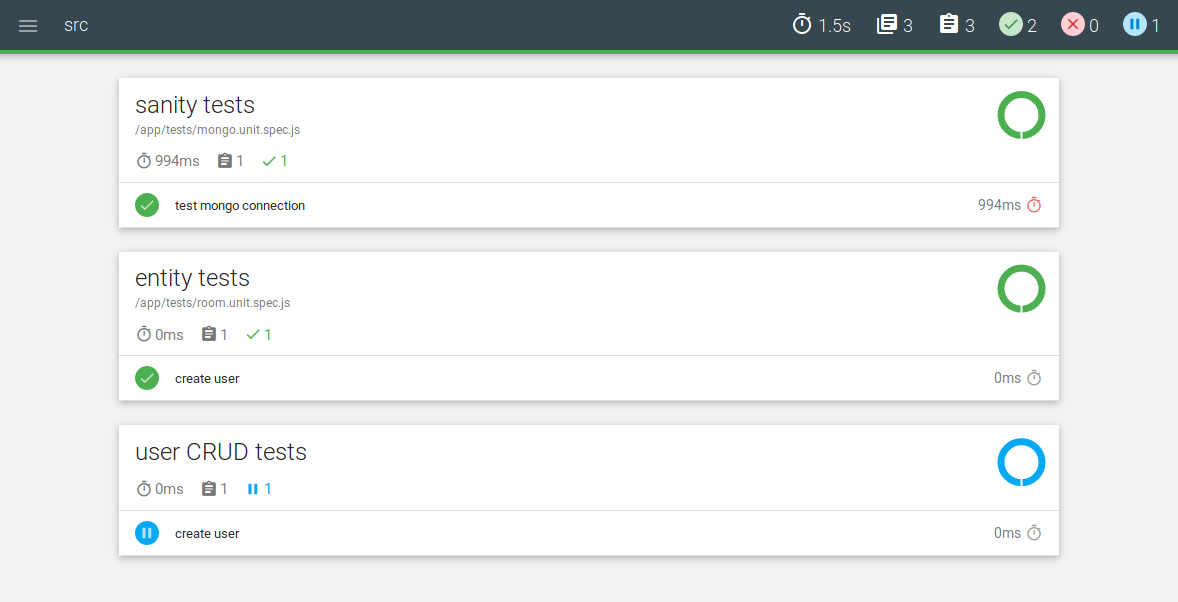 src 1.5s 3 3 2 0 1
sanity tests
/app/tests/mongo.unit.spec.js
994ms 1 1
test mongo connection 994ms
entity tests
/app/tests/room.unit.spec.js
0ms 1 1
create user 0ms
user CRUD tests
0ms 1 1
create user 0ms